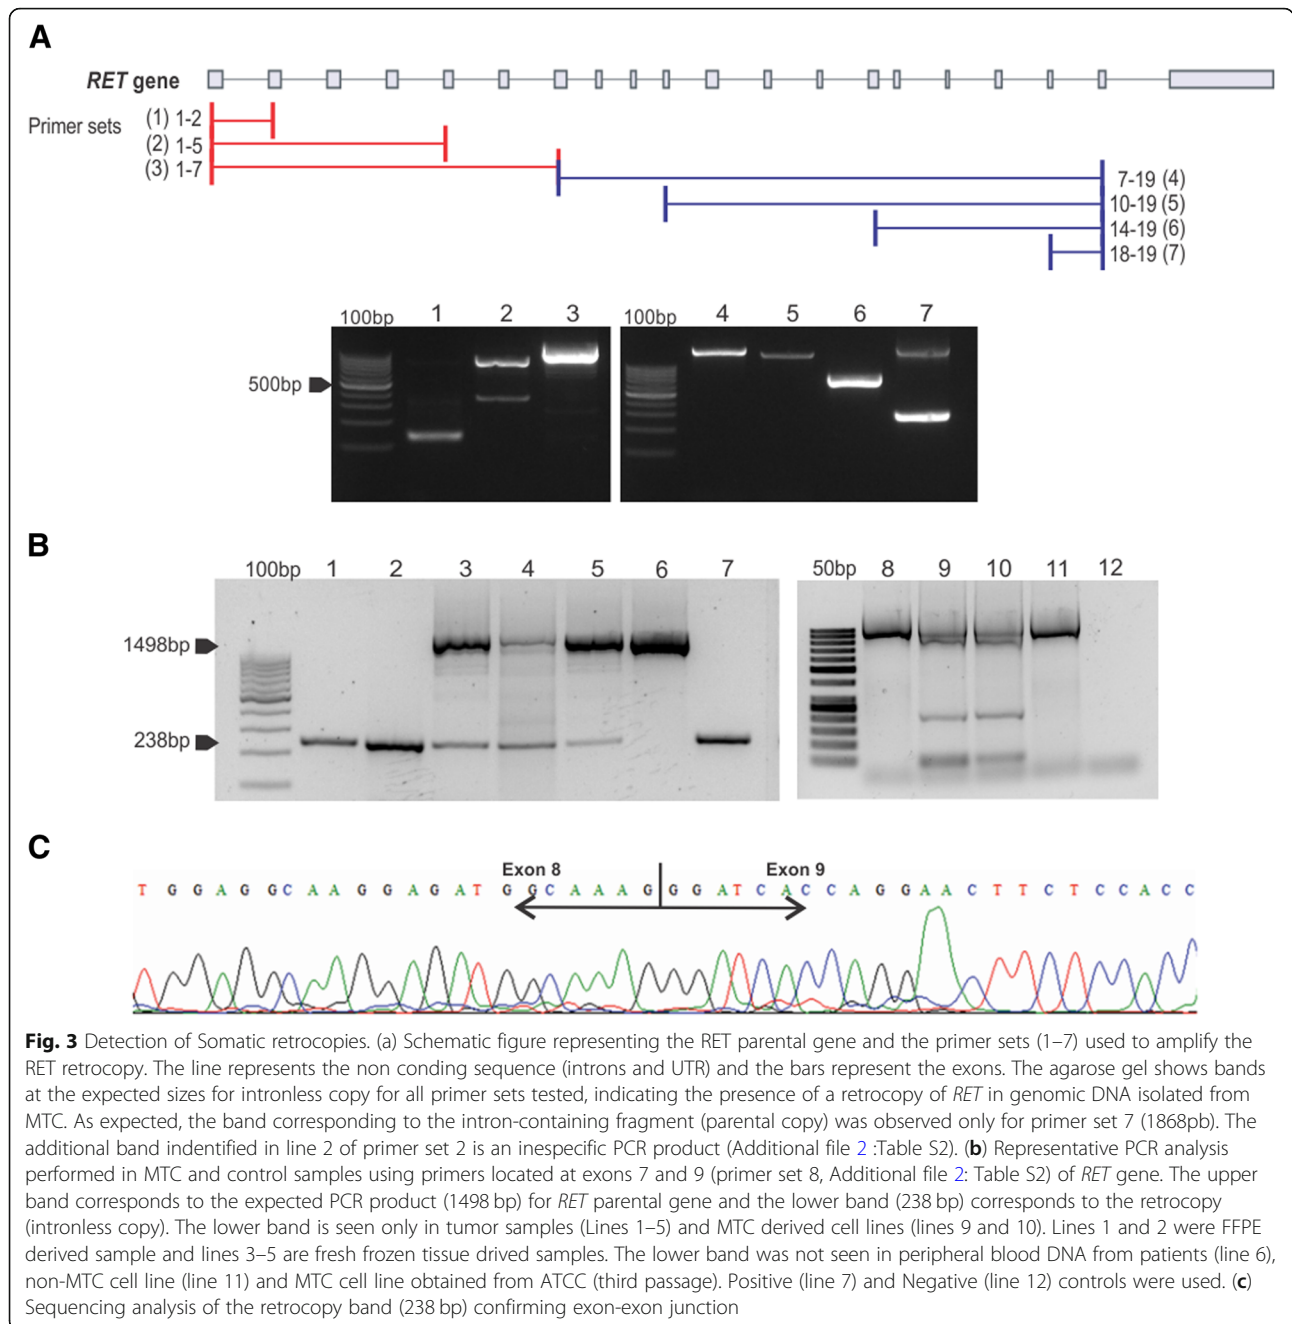 A
RET gene
Primer sets
(1) 1-2
(2) 1-5
(3) 1-7
7-19 (4)
10-19 (5)
14-19 (6)
18-19 (7)
100bp 1 2 3 100bp 4 5 6 7
500bp
B
100bp 1 2 3 4 5 6 7 50bp 8 9 10 11 12
1498bp
238bp
C
Exon 8 Exon 9
T G G A G G C A A G G A G A T G G C A A A G G G A T C A C C A G G A A C T T C T C C A C C
Fig. 3 Detection of Somatic retrocopies. (a) Schematic figure representing the RET parental gene and the primer sets (1–7) used to amplify the
RET retrocopy. The line represents the non conding sequence (introns and UTR) and the bars represent the exons. The agarose gel shows bands
at the expected sizes for intronless copy for all primer sets tested, indicating the presence of a retrocopy of RET in genomic DNA isolated from
MTC. As expected, the band corresponding to the intron-containing fragment (parental copy) was observed only for primer set 7 (1868pb). The
additional band indentified in line 2 of primer set 2 is an inespecific PCR product (Additional file 2 :Table S2). (b) Representative PCR analysis
performed in MTC and control samples using primers located at exons 7 and 9 (primer set 8, Additional file 2: Table S2) of RET gene. The upper
band corresponds to the expected PCR product (1498 bp) for RET parental gene and the lower band (238 bp) corresponds to the retrocopy
(intronless copy). The lower band is seen only in tumor samples (Lines 1–5) and MTC derived cell lines (lines 9 and 10). Lines 1 and 2 were FFPE
derived sample and lines 3–5 are fresh frozen tissue drived samples. The lower band was not seen in peripheral blood DNA from patients (line 6),
non-MTC cell line (line 11) and MTC cell line obtained from ATCC (third passage). Positive (line 7) and Negative (line 12) controls were used. (c)
Sequencing analysis of the retrocopy band (238 bp) confirming exon-exon junction